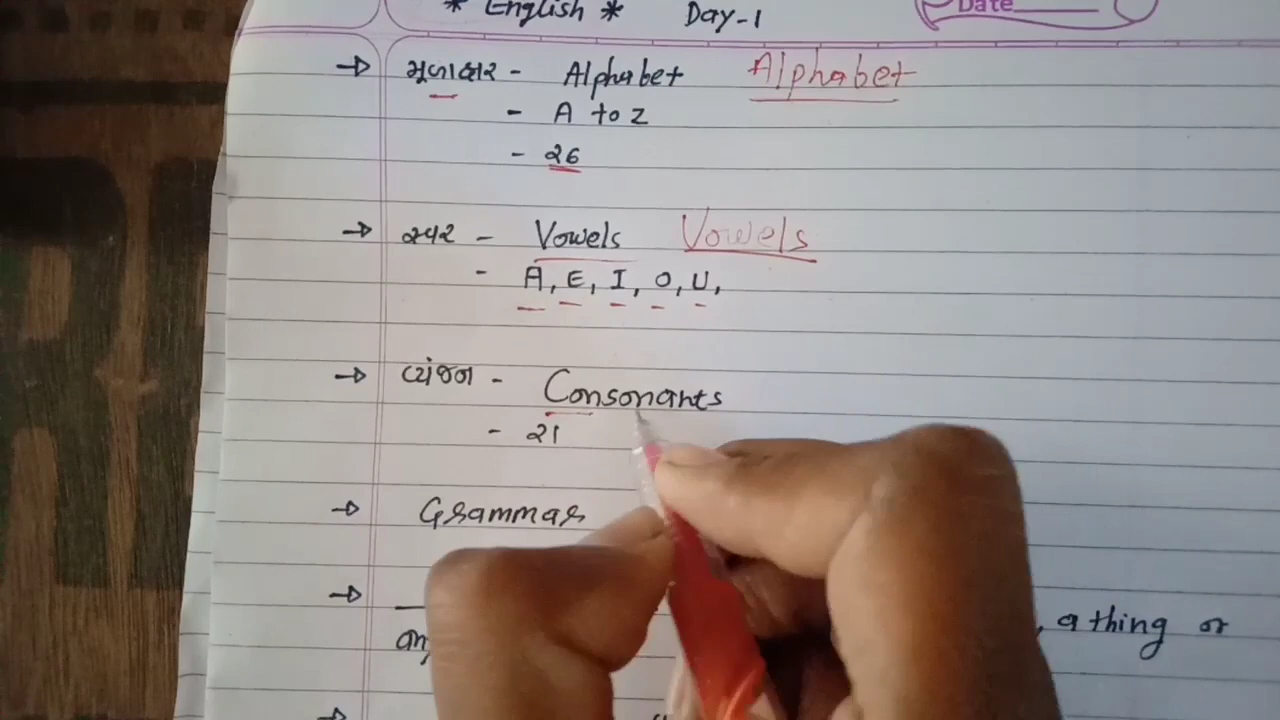 * English * Day-1 Date
→ મૂળાક્ષર - Alphabet Alphabet
- A to Z
- 26
→ સ્વર - Vowels Vowels
- A, E, I, O, U,
→ વ્યંજન - Consonants
- 21
→ Grammar
→ , a thing or
→